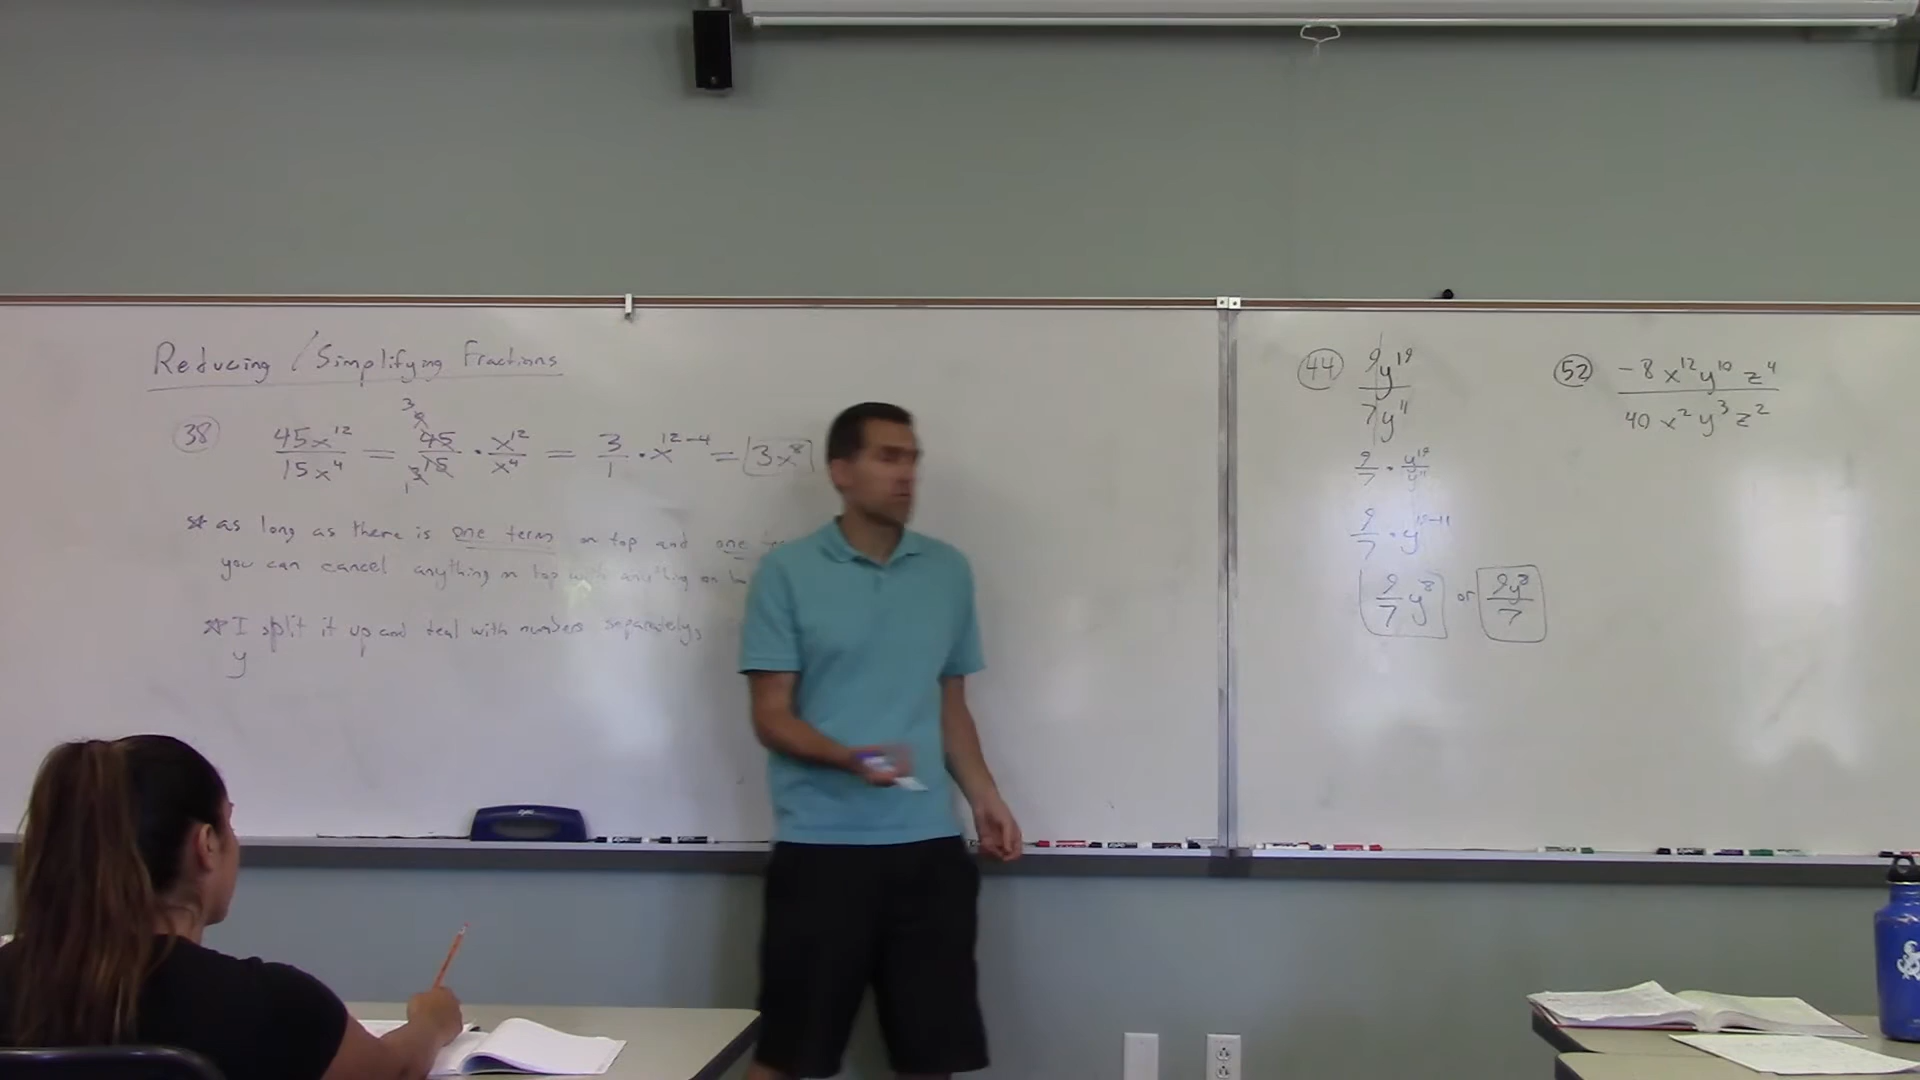 Reducing / Simplifying Fractions
38 45x^12 / 15x^4 = 45/15 · x^12/x^4 = 3/1 · x^12-4 = 3x^8
* as long as there is one term on top and one
you can cancel anything on top with anything on
* I split it up and deal with numbers separately,
y
44 9y^19 / 7y^11
9/7 · y^19/y^11
9/7 · y^19-11
9/7 y^8 or 9y^8/7
52 -8x^12y^10z^4 / 40x^2y^3z^2